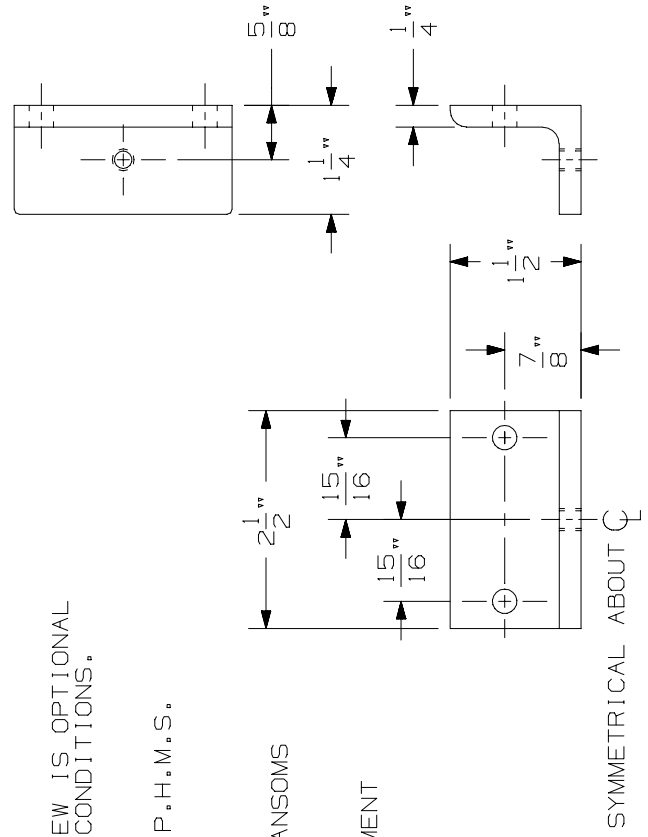 EW IS OPTIONAL
CONDITIONS.
P.H.M.S.
ANSOMS
MENT
2 1/2"
5/8"
15/16"
1 1/4"
15/16"
1/4"
1 1/2"
7/8"
SYMMETRICAL ABOUT CL